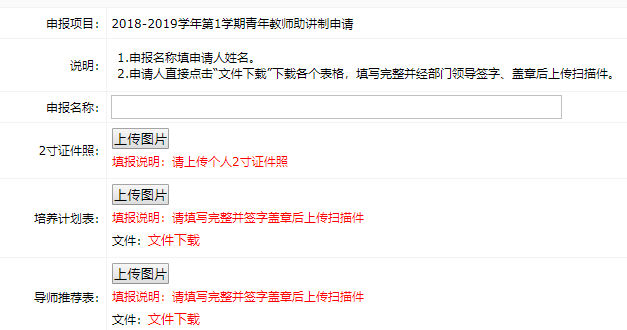 申报项目： 2018-2019学年第1学期青年教师助讲制申请
说明： 1.申报名称填申请人姓名。
2.申请人直接点击“文件下载”下载各个表格，填写完整并经部门领导签字、盖章后上传扫描件。
申报名称：
2寸证件照： 上传图片
填报说明：请上传个人2寸证件照
培养计划表： 上传图片
填报说明：请填写完整并签字盖章后上传扫描件
文件：文件下载
导师推荐表： 上传图片
填报说明：请填写完整并签字盖章后上传扫描件
文件：文件下载